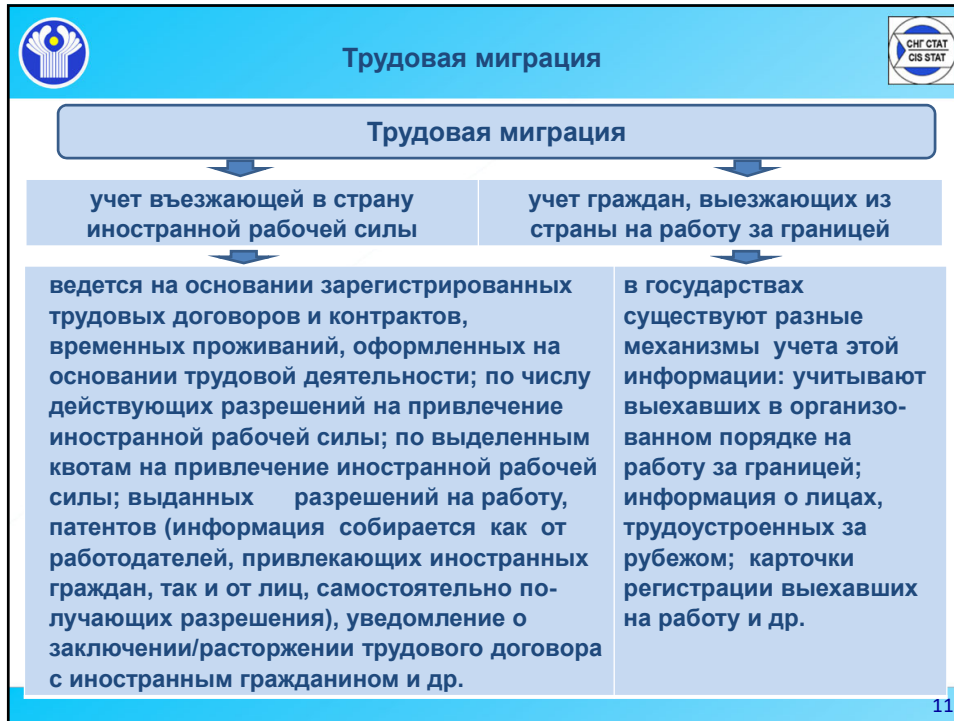 Трудовая миграция
СНГ СТАТ
CIS STAT
Трудовая миграция
учет въезжающей в страну
иностранной рабочей силы
учет граждан, выезжающих из
страны на работу за границей
ведется на основании зарегистрированных
трудовых договоров и контрактов,
временных проживаний, оформленных на
основании трудовой деятельности; по числу
действующих разрешений на привлечение
иностранной рабочей силы; по выделенным
квотам на привлечение иностранной рабочей
силы; выданных разрешений на работу,
патентов (информация собирается как от
работодателей, привлекающих иностранных
граждан, так и от лиц, самостоятельно по-
лучающих разрешения), уведомление о
заключении/расторжении трудового договора
с иностранным гражданином и др.
в государствах
существуют разные
механизмы учета этой
информации: учитывают
выехавших в организо-
ванном порядке на
работу за границей;
информация о лицах,
трудоустроенных за
рубежом; карточки
регистрации выехавших
на работу и др.
11